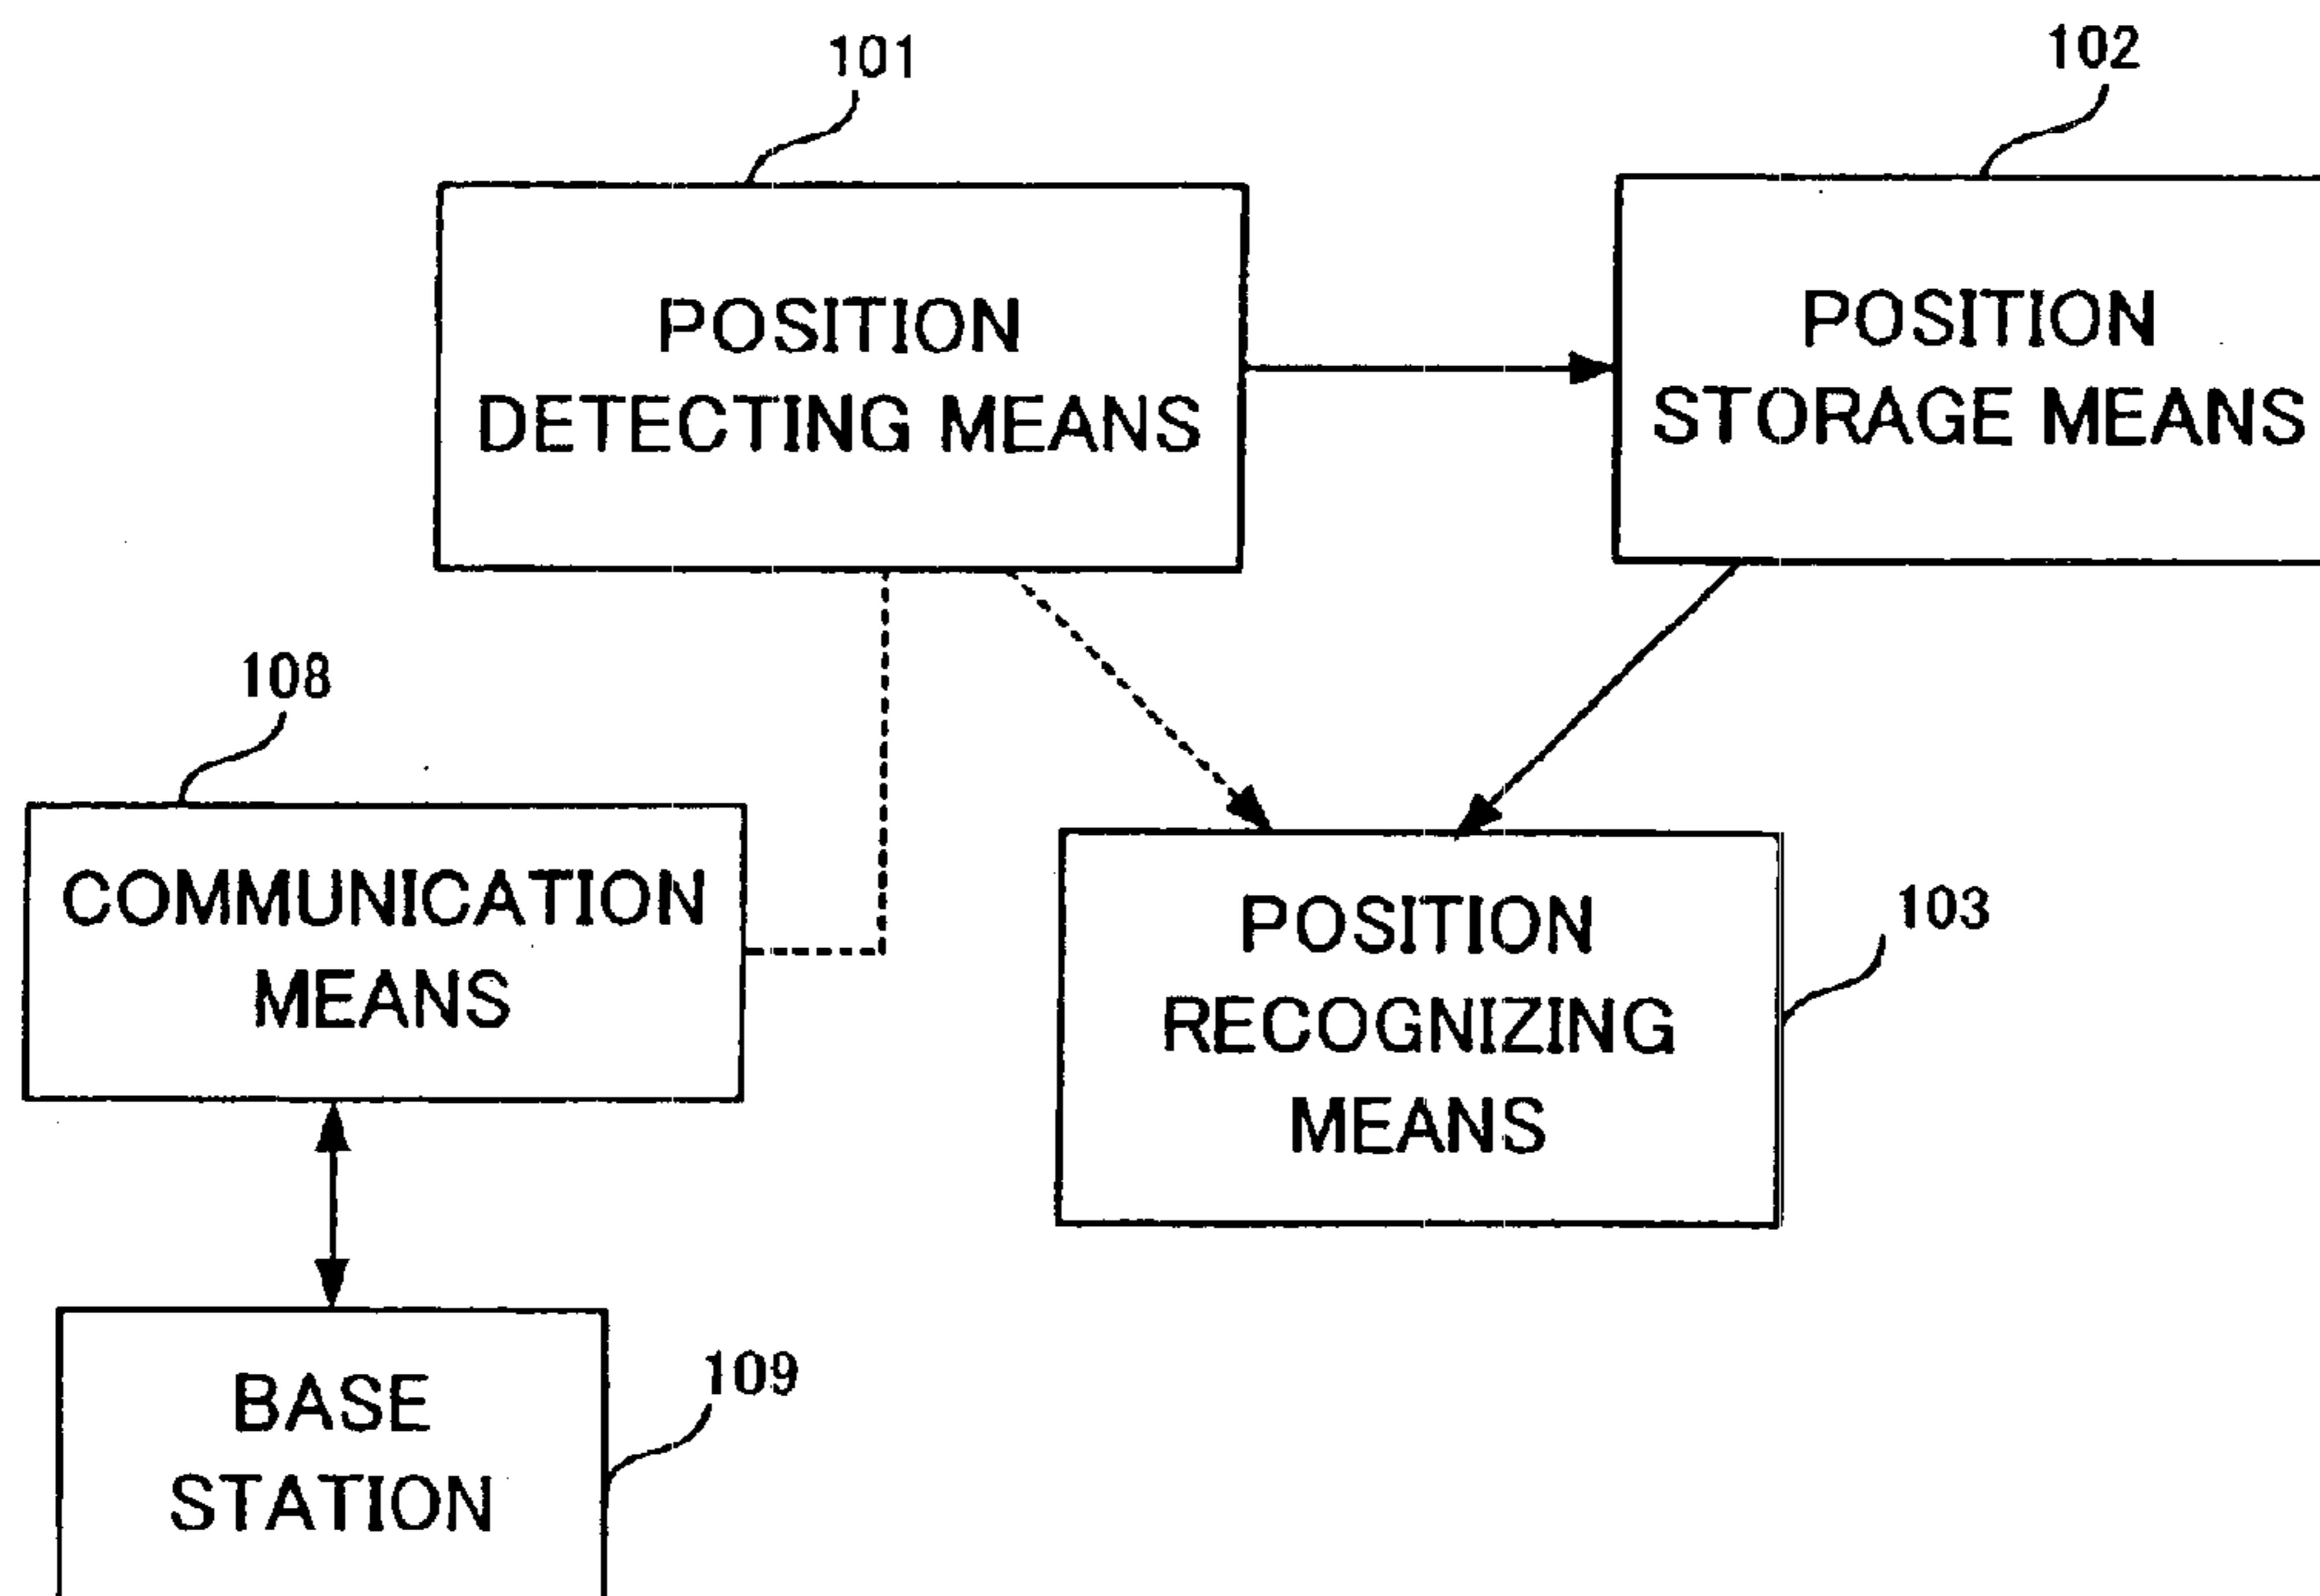 101
102
POSITION
DETECTING MEANS
POSITION
STORAGE MEANS
108
COMMUNICATION
MEANS
POSITION
RECOGNIZING
MEANS
103
BASE
STATION
109